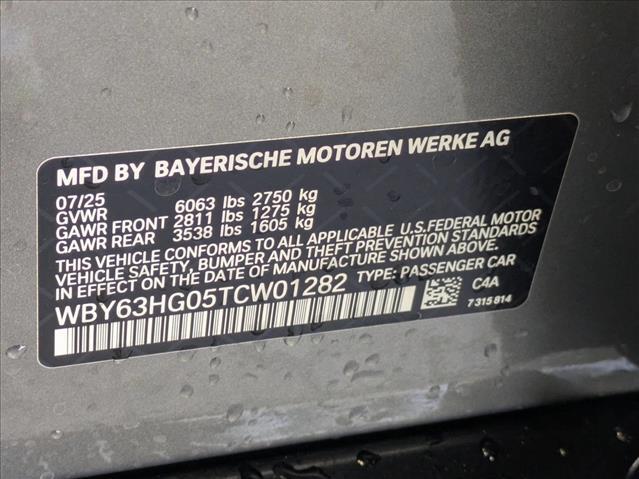 MFD BY BAYERISCHE MOTOREN WERKE AG
07/25
GVWR 6063 lbs 2750 kg
GAWR FRONT 2811 lbs 1275 kg
GAWR REAR 3538 lbs 1605 kg
THIS VEHICLE CONFORMS TO ALL APPLICABLE U.S.FEDERAL MOTOR
VEHICLE SAFETY, BUMPER AND THEFT PREVENTION STANDARDS
IN EFFECT ON THE DATE OF MANUFACTURE SHOWN ABOVE.
WBY63HG05TCW01282 TYPE: PASSENGER CAR
C4A
7 315 814